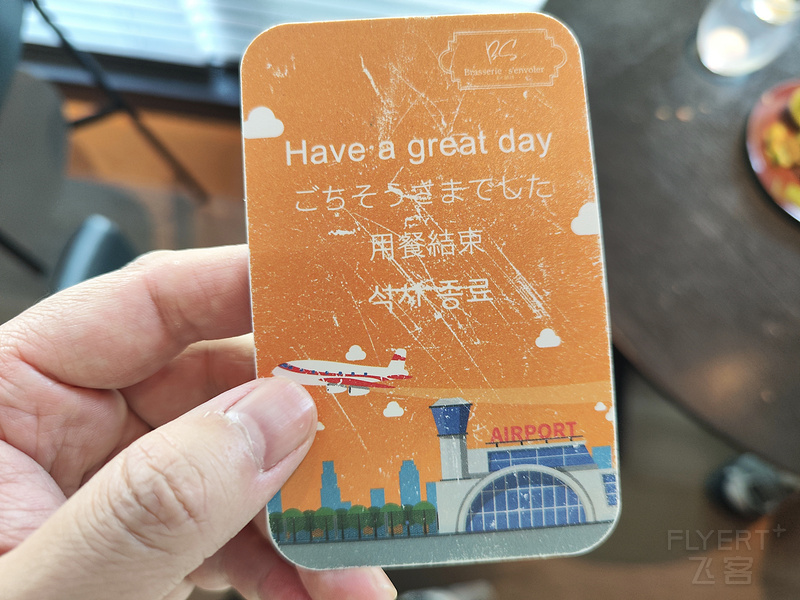 BS
Brasserie s'envoler
Have a great day
ごちそうさまでした
用餐結束
식사 종료
AIRPORT
FLYERT+
飞客